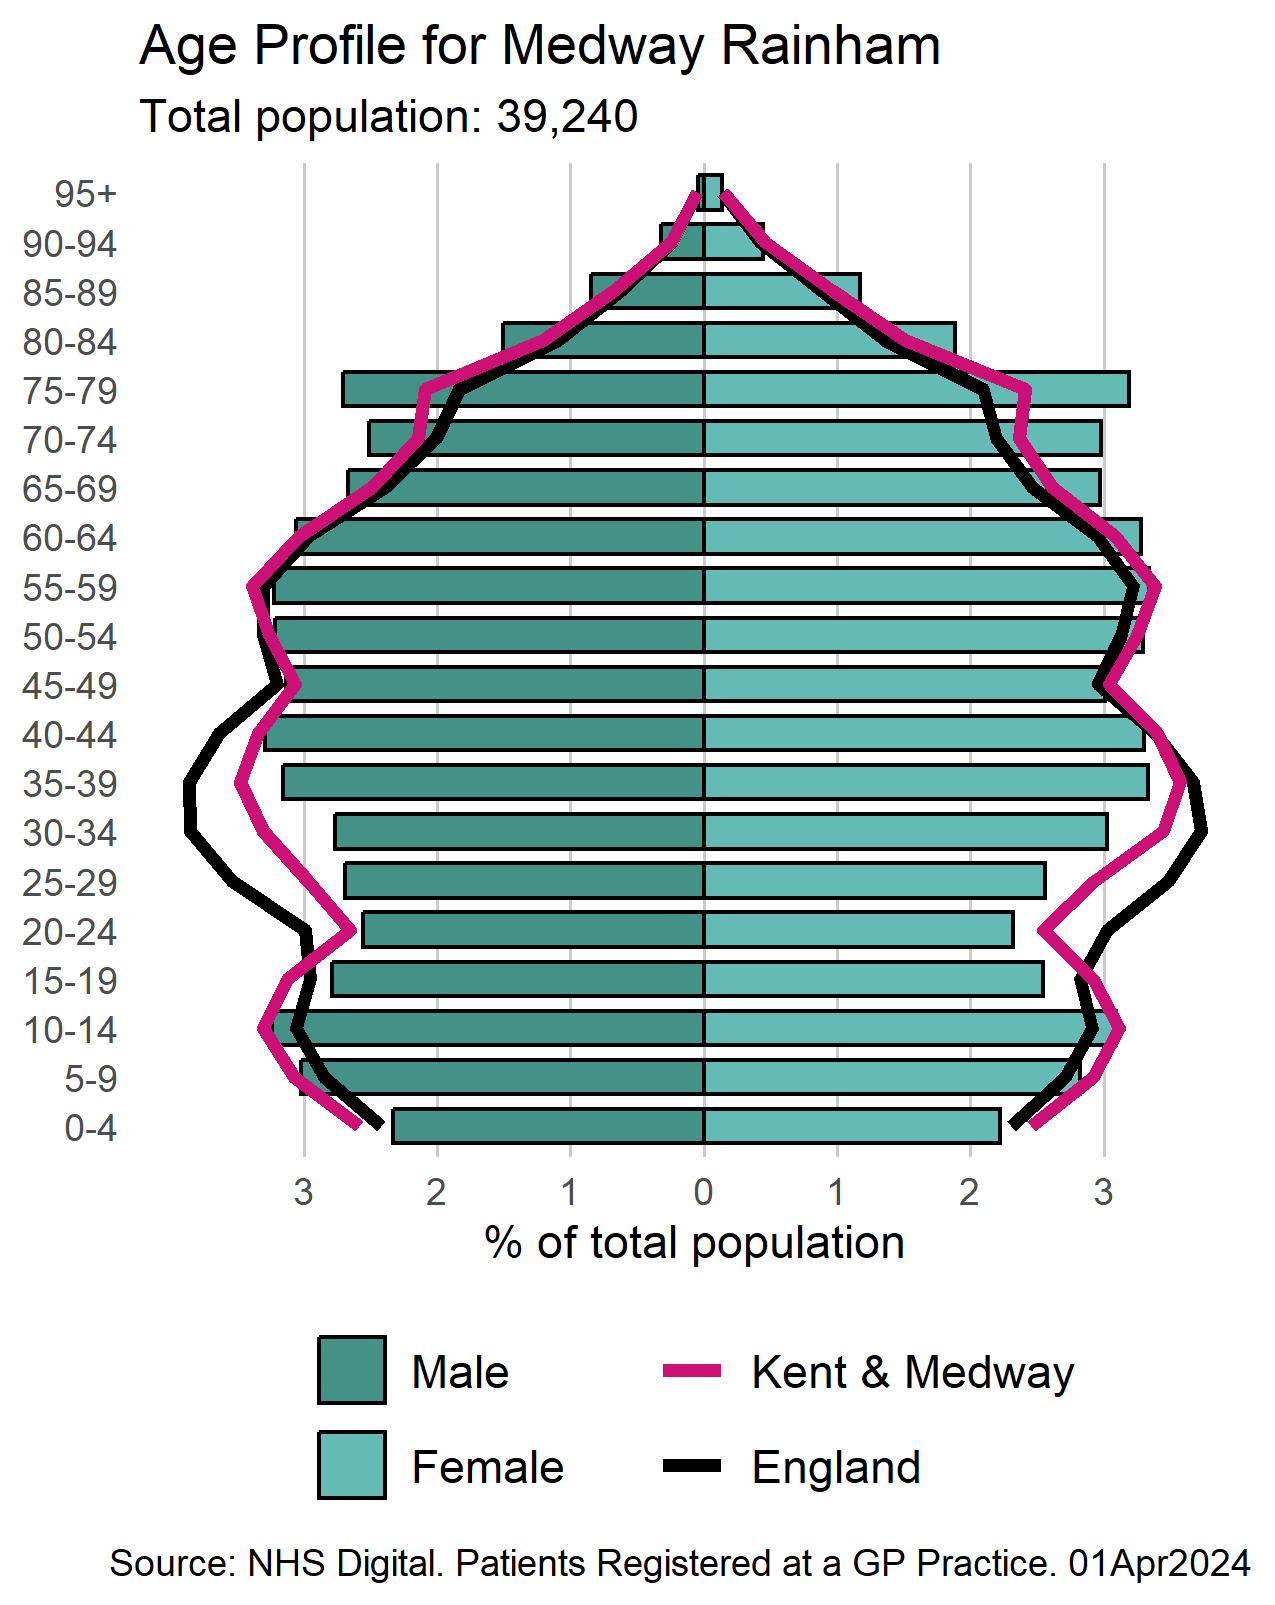 Age Profile for Medway Rainham
Total population: 39,240
95+
90-94
85-89
80-84
75-79
70-74
65-69
60-64
55-59
50-54
45-49
40-44
35-39
30-34
25-29
20-24
15-19
10-14
5-9
0-4
3 2 1 0 1 2 3
% of total population
Male Kent & Medway
Female England
Source: NHS Digital. Patients Registered at a GP Practice. 01Apr2024